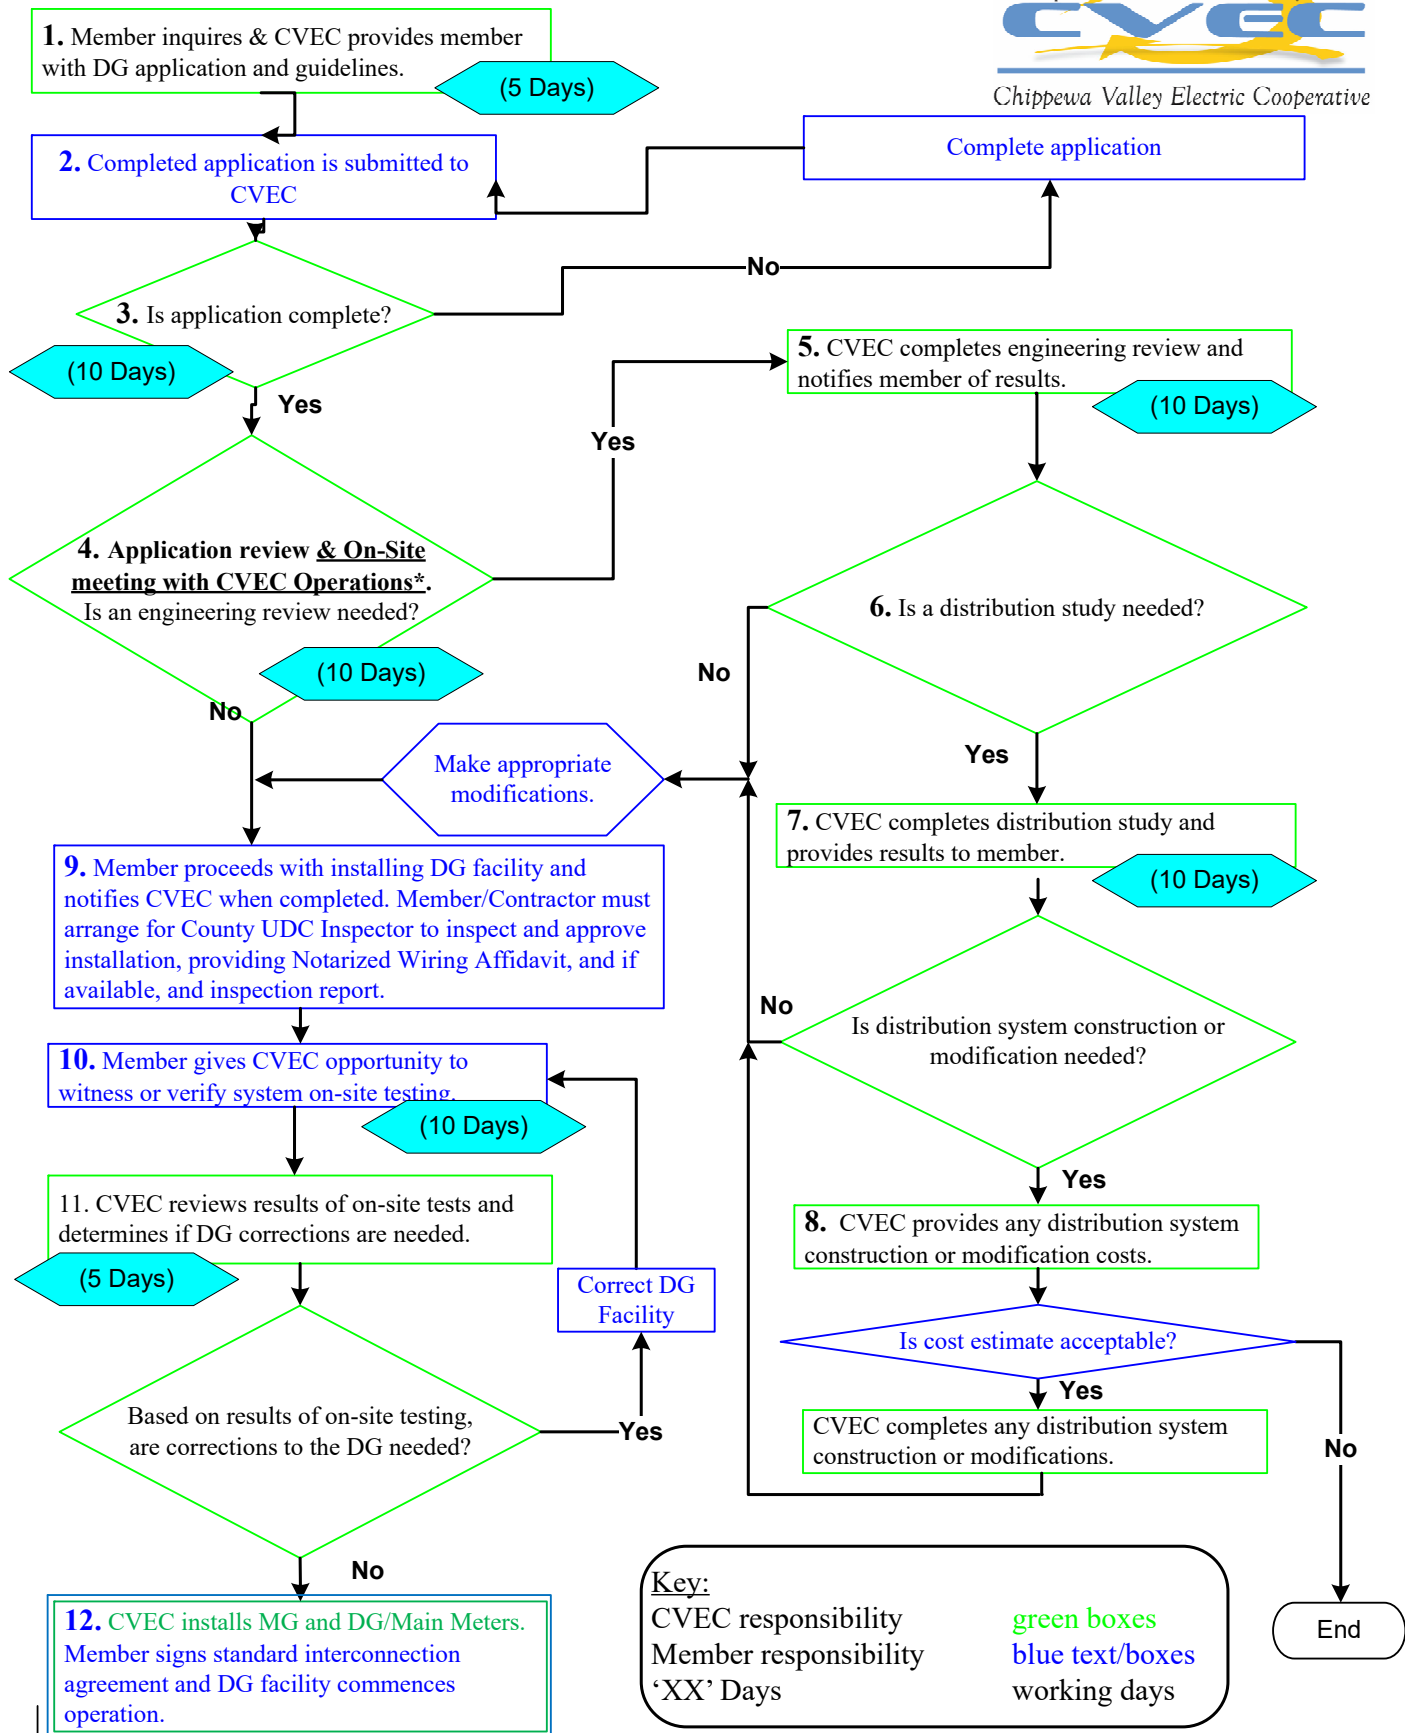 CVEC
Chippewa Valley Electric Cooperative
1. Member inquires & CVEC provides member
with DG application and guidelines.
(5 Days)
2. Completed application is submitted to
CVEC
Complete application
No
3. Is application complete?
(10 Days)
Yes
5. CVEC completes engineering review and
notifies member of results.
(10 Days)
Yes
4. Application review & On-Site
meeting with CVEC Operations*.
Is an engineering review needed?
(10 Days)
No
6. Is a distribution study needed?
No
Yes
Make appropriate
modifications.
7. CVEC completes distribution study and
provides results to member.
(10 Days)
9. Member proceeds with installing DG facility and
notifies CVEC when completed. Member/Contractor must
arrange for County UDC Inspector to inspect and approve
installation, providing Notarized Wiring Affidavit, and if
available, and inspection report.
No
Is distribution system construction or
modification needed?
10. Member gives CVEC opportunity to
witness or verify system on-site testing.
(10 Days)
Yes
11. CVEC reviews results of on-site tests and
determines if DG corrections are needed.
(5 Days)
8. CVEC provides any distribution system
construction or modification costs.
Correct DG
Facility
Is cost estimate acceptable?
Yes
Based on results of on-site testing,
are corrections to the DG needed?
Yes
CVEC completes any distribution system
construction or modifications.
No
No
12. CVEC installs MG and DG/Main Meters.
Member signs standard interconnection
agreement and DG facility commences
operation.
Key:
CVEC responsibility green boxes
Member responsibility blue text/boxes
‘XX’ Days working days
End